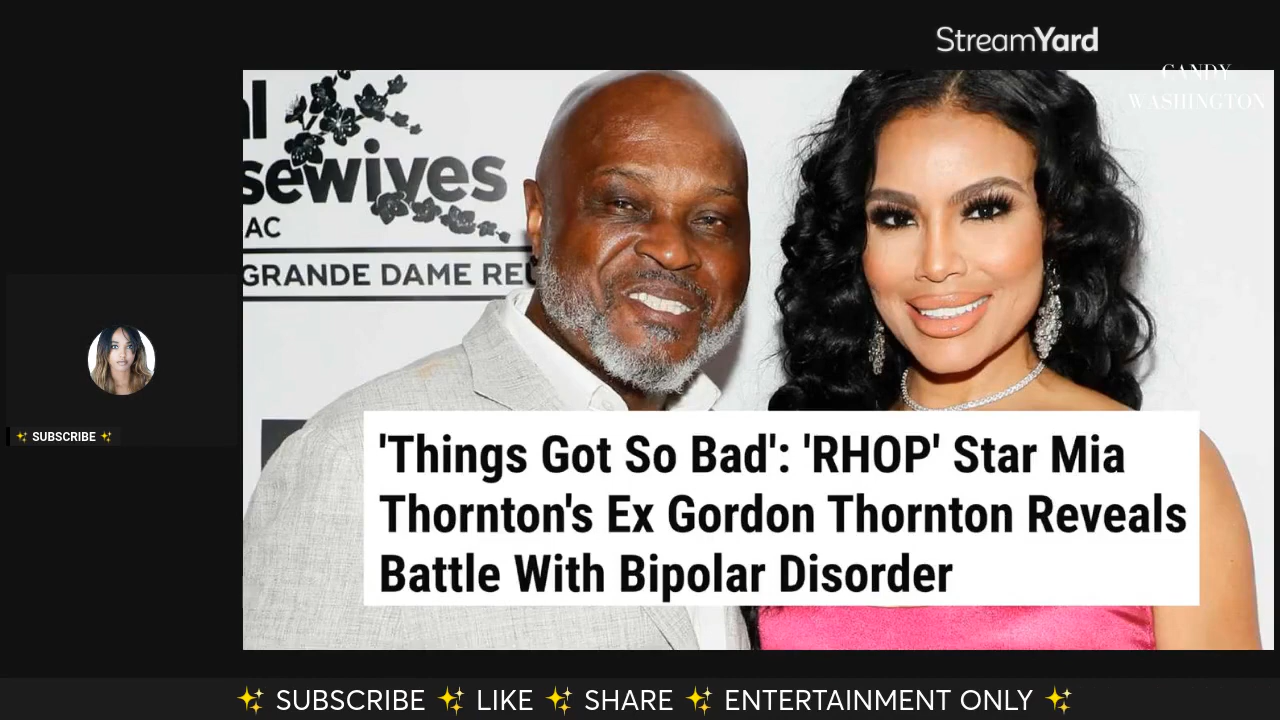 StreamYard
CANDY
WASHINGTON
sewives
AC
GRANDE DAME REU
'Things Got So Bad': 'RHOP' Star Mia
Thornton's Ex Gordon Thornton Reveals
Battle With Bipolar Disorder
✨ SUBSCRIBE ✨
✨ SUBSCRIBE ✨ LIKE ✨ SHARE ✨ ENTERTAINMENT ONLY ✨